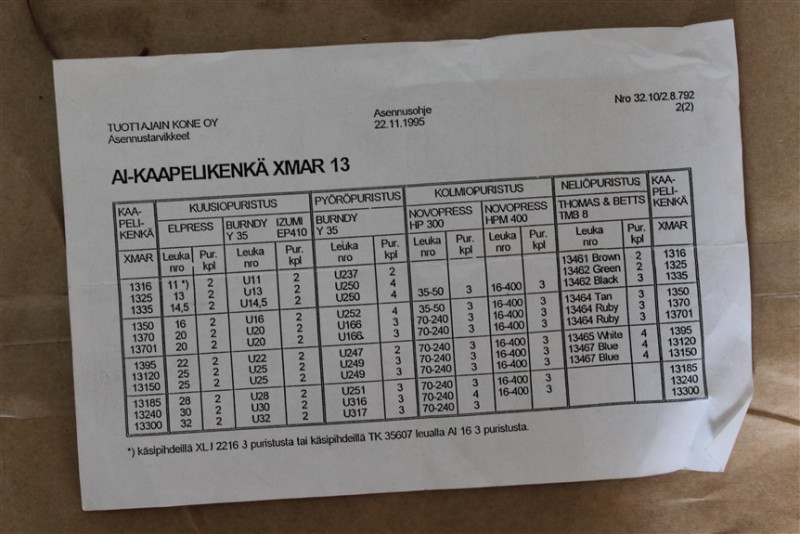 TUOTTAJAIN KONE OY
Asennustarvikkeet
Asennusohje
22.11.1995
Nro 32.10/2.8.792
2(2)
Al-KAAPELIKENKÄ XMAR 13
KAA-PELI-KENKÄ KUUSIOPURISTUS PYÖRÖPURISTUS KOLMIOPURISTUS NELIÖPURISTUS KAA-PELI-KENKÄ
ELPRESS BURNDY Y 35 IZUMI EP410 BURNDY Y 35 NOVOPRESS HP 300 NOVOPRESS HPM 400 THOMAS & BETTS TMB 8
XMAR Leuka nro Pur. kpl Leuka nro Pur. kpl Leuka nro Pur. kpl Leuka nro Pur. kpl Leuka nro Pur. kpl Leuka nro Pur. kpl XMAR
1316 11 *) 2 U11 2 U237 2 13461 Brown 2 1316
1325 13 2 U13 2 U250 4 13462 Green 2 1325
1335 14,5 2 U14,5 2 U250 4 35-50 3 16-400 3 13462 Black 3 1335
1350 16 2 U16 2 U252 4 35-50 3 16-400 3 13464 Tan 3 1350
1370 20 2 U20 2 U166 3 70-240 3 16-400 3 13464 Ruby 3 1370
13701 20 2 U20 2 U166 3 70-240 3 16-400 3 13464 Ruby 3 13701
1395 22 2 U22 2 U247 2 70-240 3 16-400 3 13465 White 4 1395
13120 25 2 U25 2 U249 3 70-240 3 16-400 3 13467 Blue 4 13120
13150 25 2 U25 2 U249 3 70-240 3 16-400 3 13467 Blue 4 13150
13185 28 2 U28 2 U251 3 70-240 3 16-400 3 13185
13240 30 2 U30 2 U316 3 70-240 4 16-400 3 13240
13300 32 2 U32 2 U317 3 70-240 3 13300
*) käsipihdeillä XLJ 2216 3 puristusta tai käsipihdeillä TK 35607 leualla Al 16 3 puristusta.